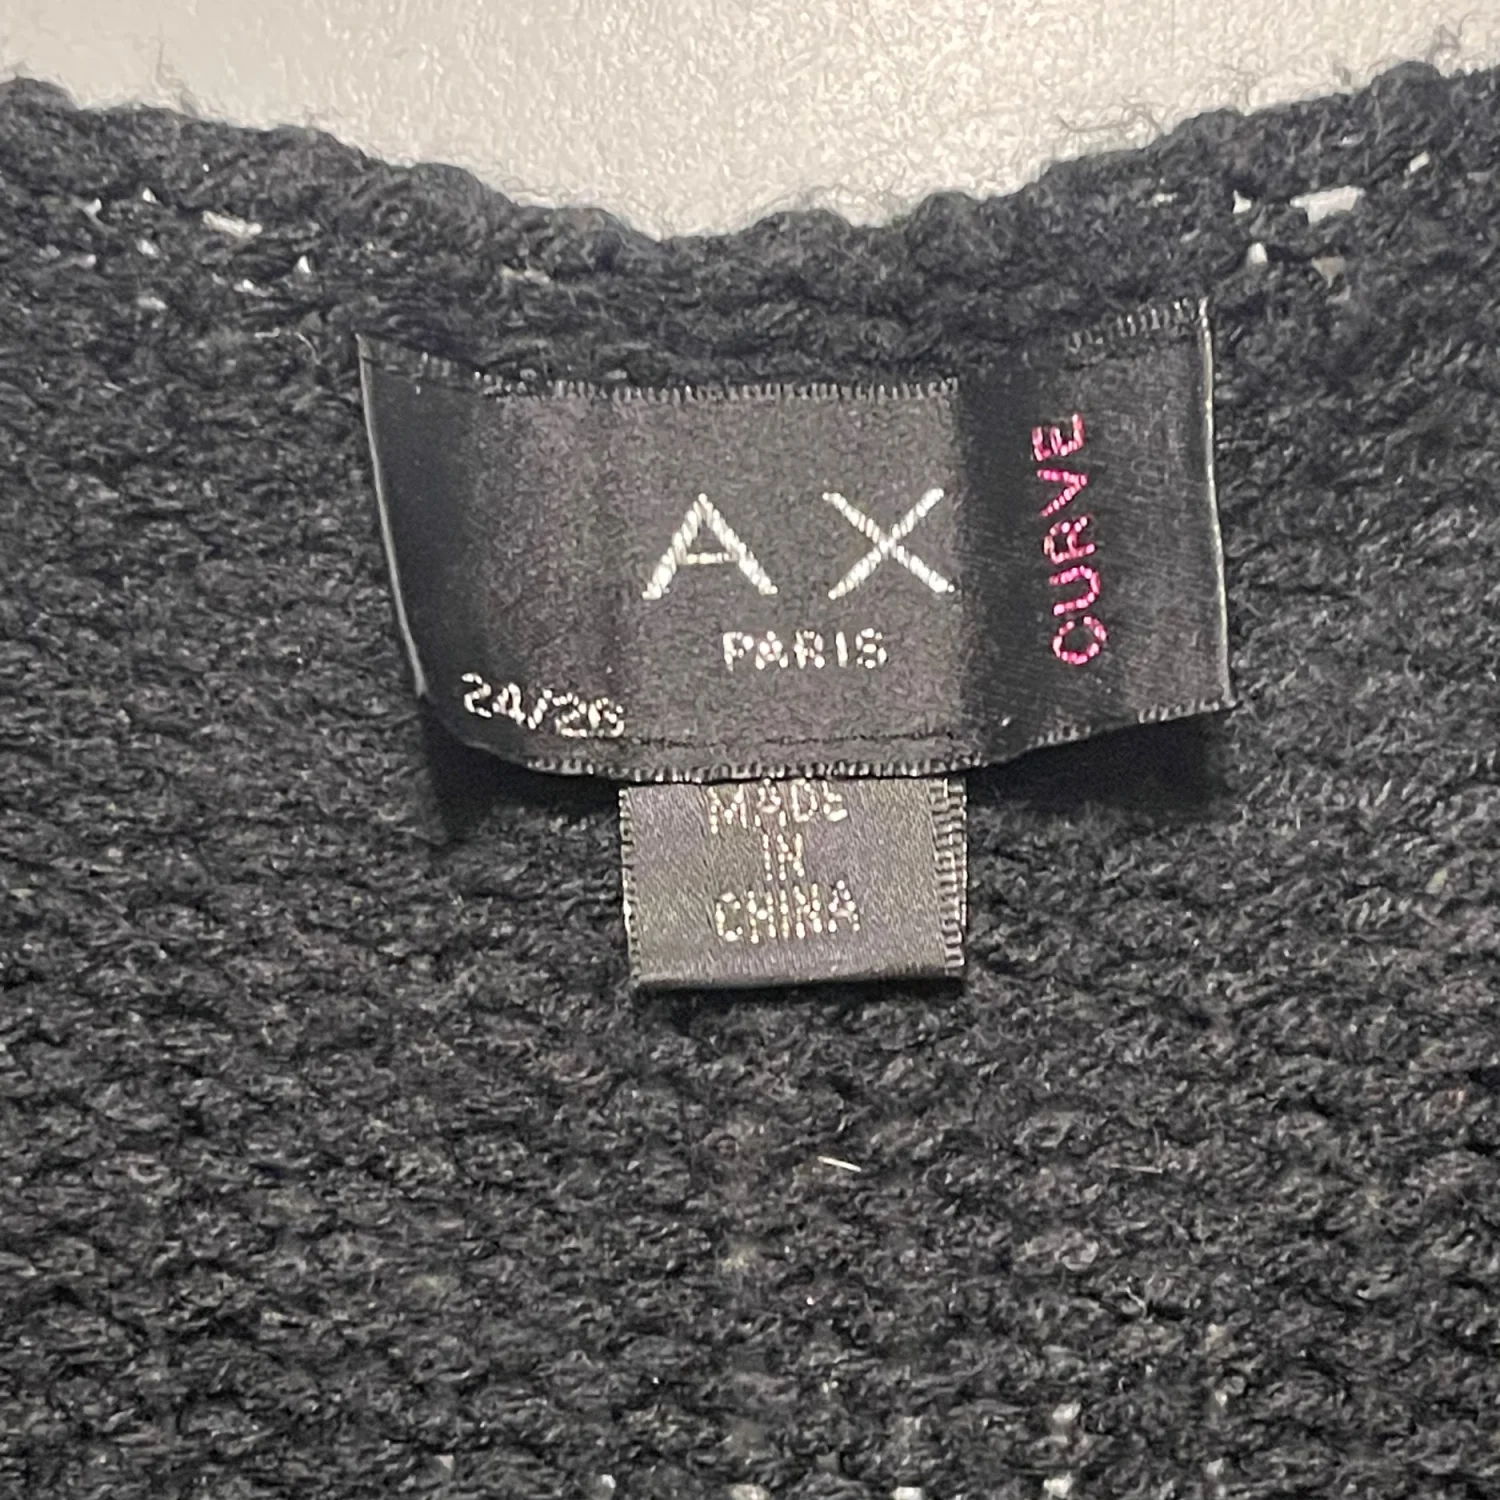 AX
PARIS
24/26
CURVE
MADE
IN
CHINA